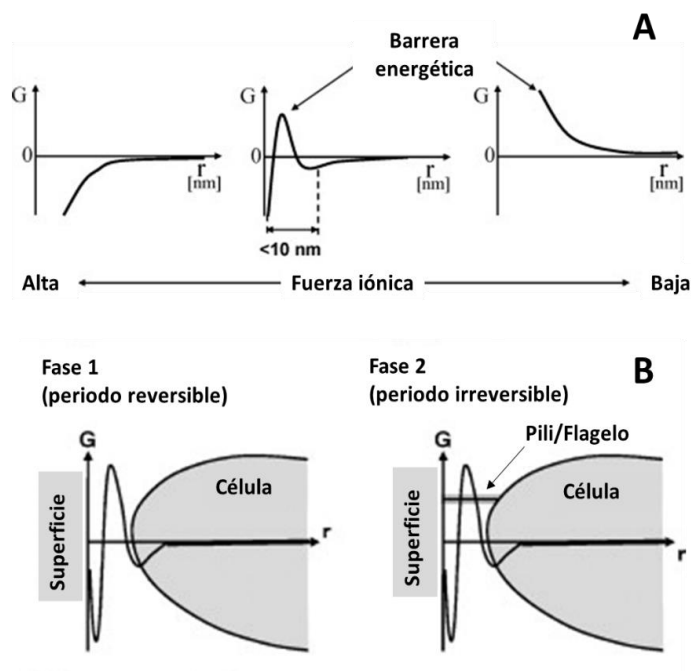 A
Barrera
energética
G
0
r
[nm]
G
0
r
[nm]
<10 nm
G
0
r
[nm]
Alta
Fuerza iónica
Baja
B
Fase 1
(periodo reversible)
G
Superficie
Célula
r
Fase 2
(periodo irreversible)
Pili/Flagelo
G
Superficie
Célula
r